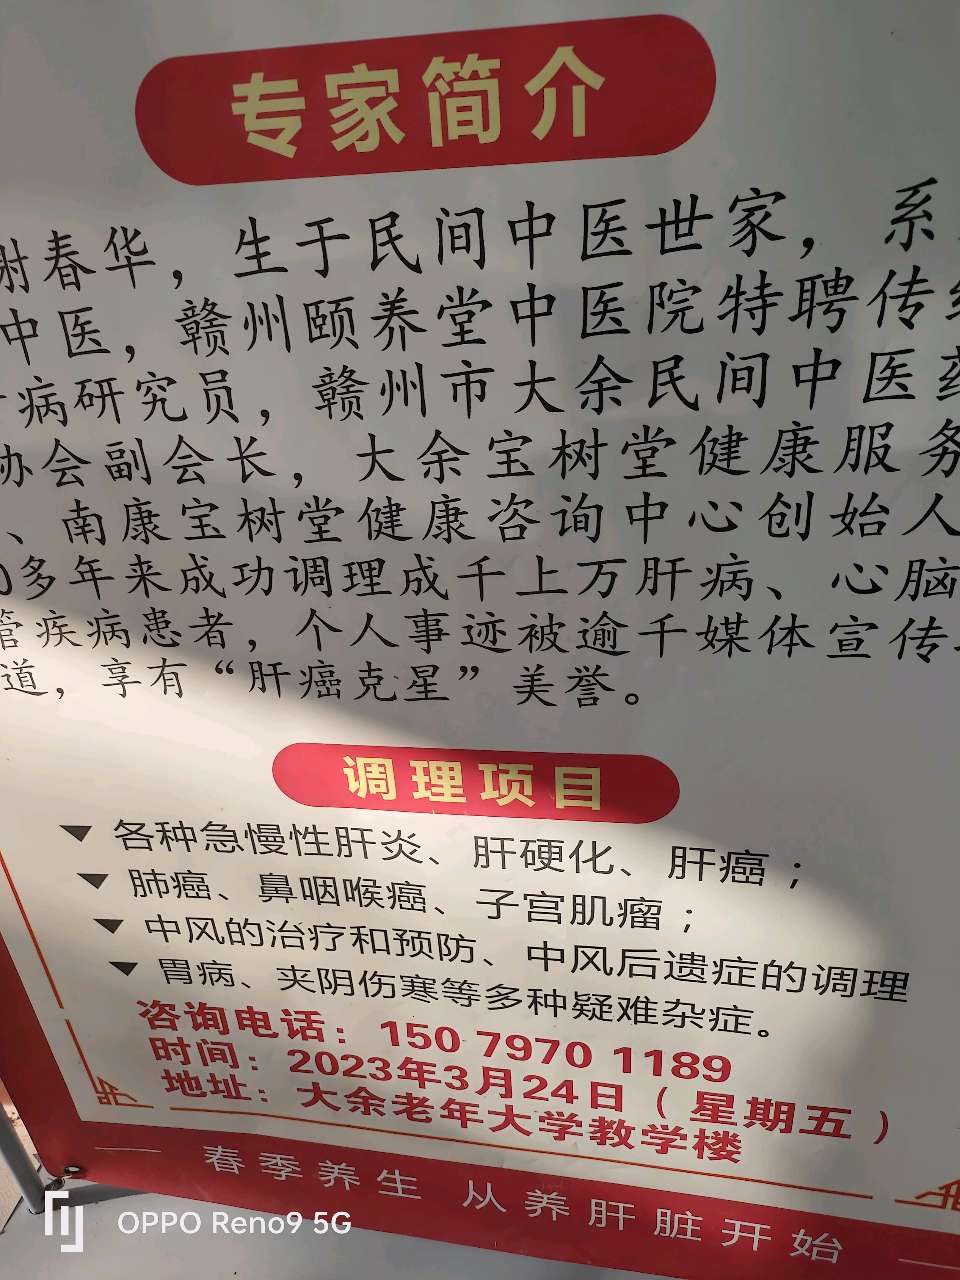 专家简介
谢春华，生于民间中医世家，系
中医，赣州颐养堂中医院特聘传统
病研究员，赣州市大余民间中医药
协会副会长，大余宝树堂健康服务
、南康宝树堂健康咨询中心创始人
0多年来成功调理成千上万肝病、心脑
管疾病患者，个人事迹被逾千媒体宣传
道，享有“肝癌克星”美誉。
调理项目
各种急慢性肝炎、肝硬化、肝癌；
肺癌、鼻咽喉癌、子宫肌瘤；
中风的治疗和预防、中风后遗症的调理
胃病、夹阴伤寒等多种疑难杂症。
咨询电话：150 7970 1189
时间：2023年3月24日（星期五）
地址：大余老年大学教学楼
春季养生 从养肝脏开始
OPPO Reno9 5G